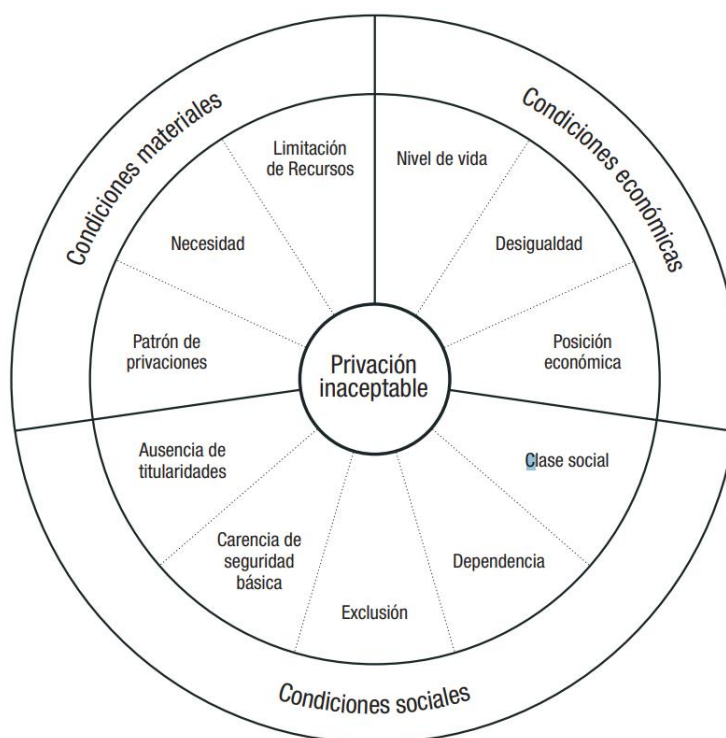 Condiciones materiales
Condiciones económicas
Limitación
de Recursos
Nivel de vida
Necesidad
Desigualdad
Patrón de
privaciones
Privación
inaceptable
Posición
económica
Ausencia de
titularidades
Clase social
Carencia de
seguridad
básica
Dependencia
Exclusión
Condiciones sociales